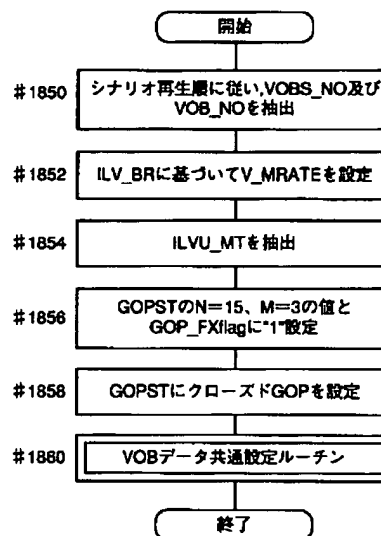 開始
#1850
シナリオ再生順に従い,VOBS_NO及び
VOB_NOを抽出
#1852
ILV_BRに基づいてV_MRATEを設定
#1854
ILVU_MTを抽出
#1856
GOPSTのN=15、M=3の値と
GOP_FXflagに"1"設定
#1858
GOPSTにクローズドGOPを設定
#1860
VOBデータ共通設定ルーチン
終了